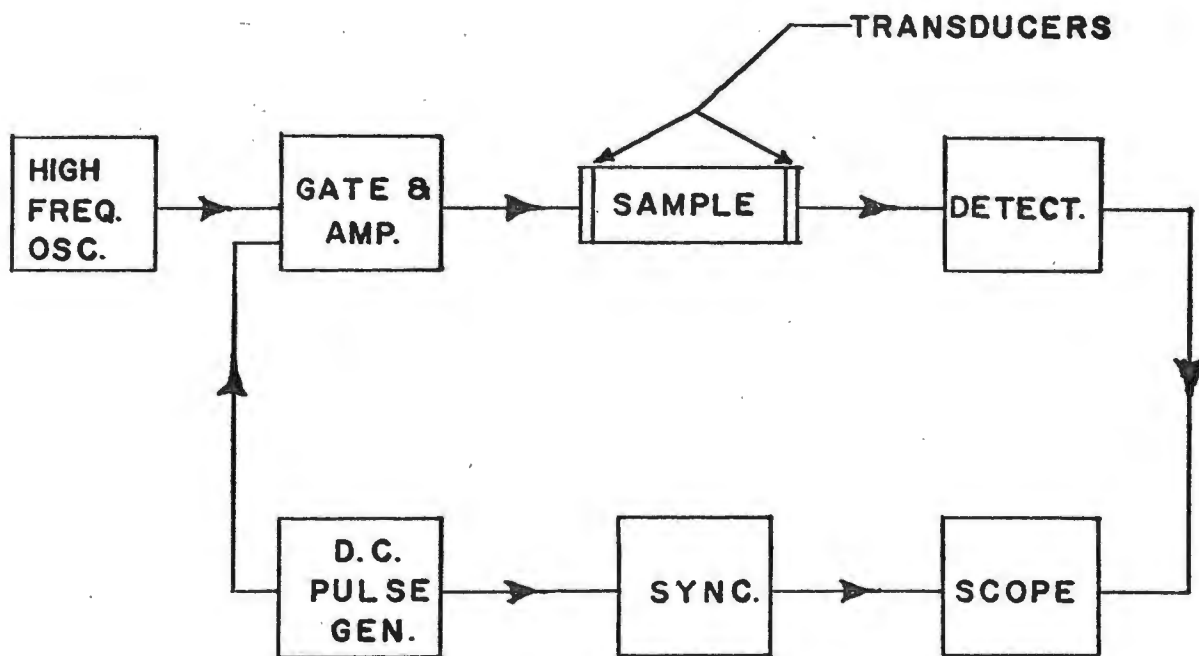 TRANSDUCERS
HIGH
FREQ.
OSC.
GATE &
AMP.
SAMPLE
DETECT.
D.C.
PULSE
GEN.
SYNC.
SCOPE